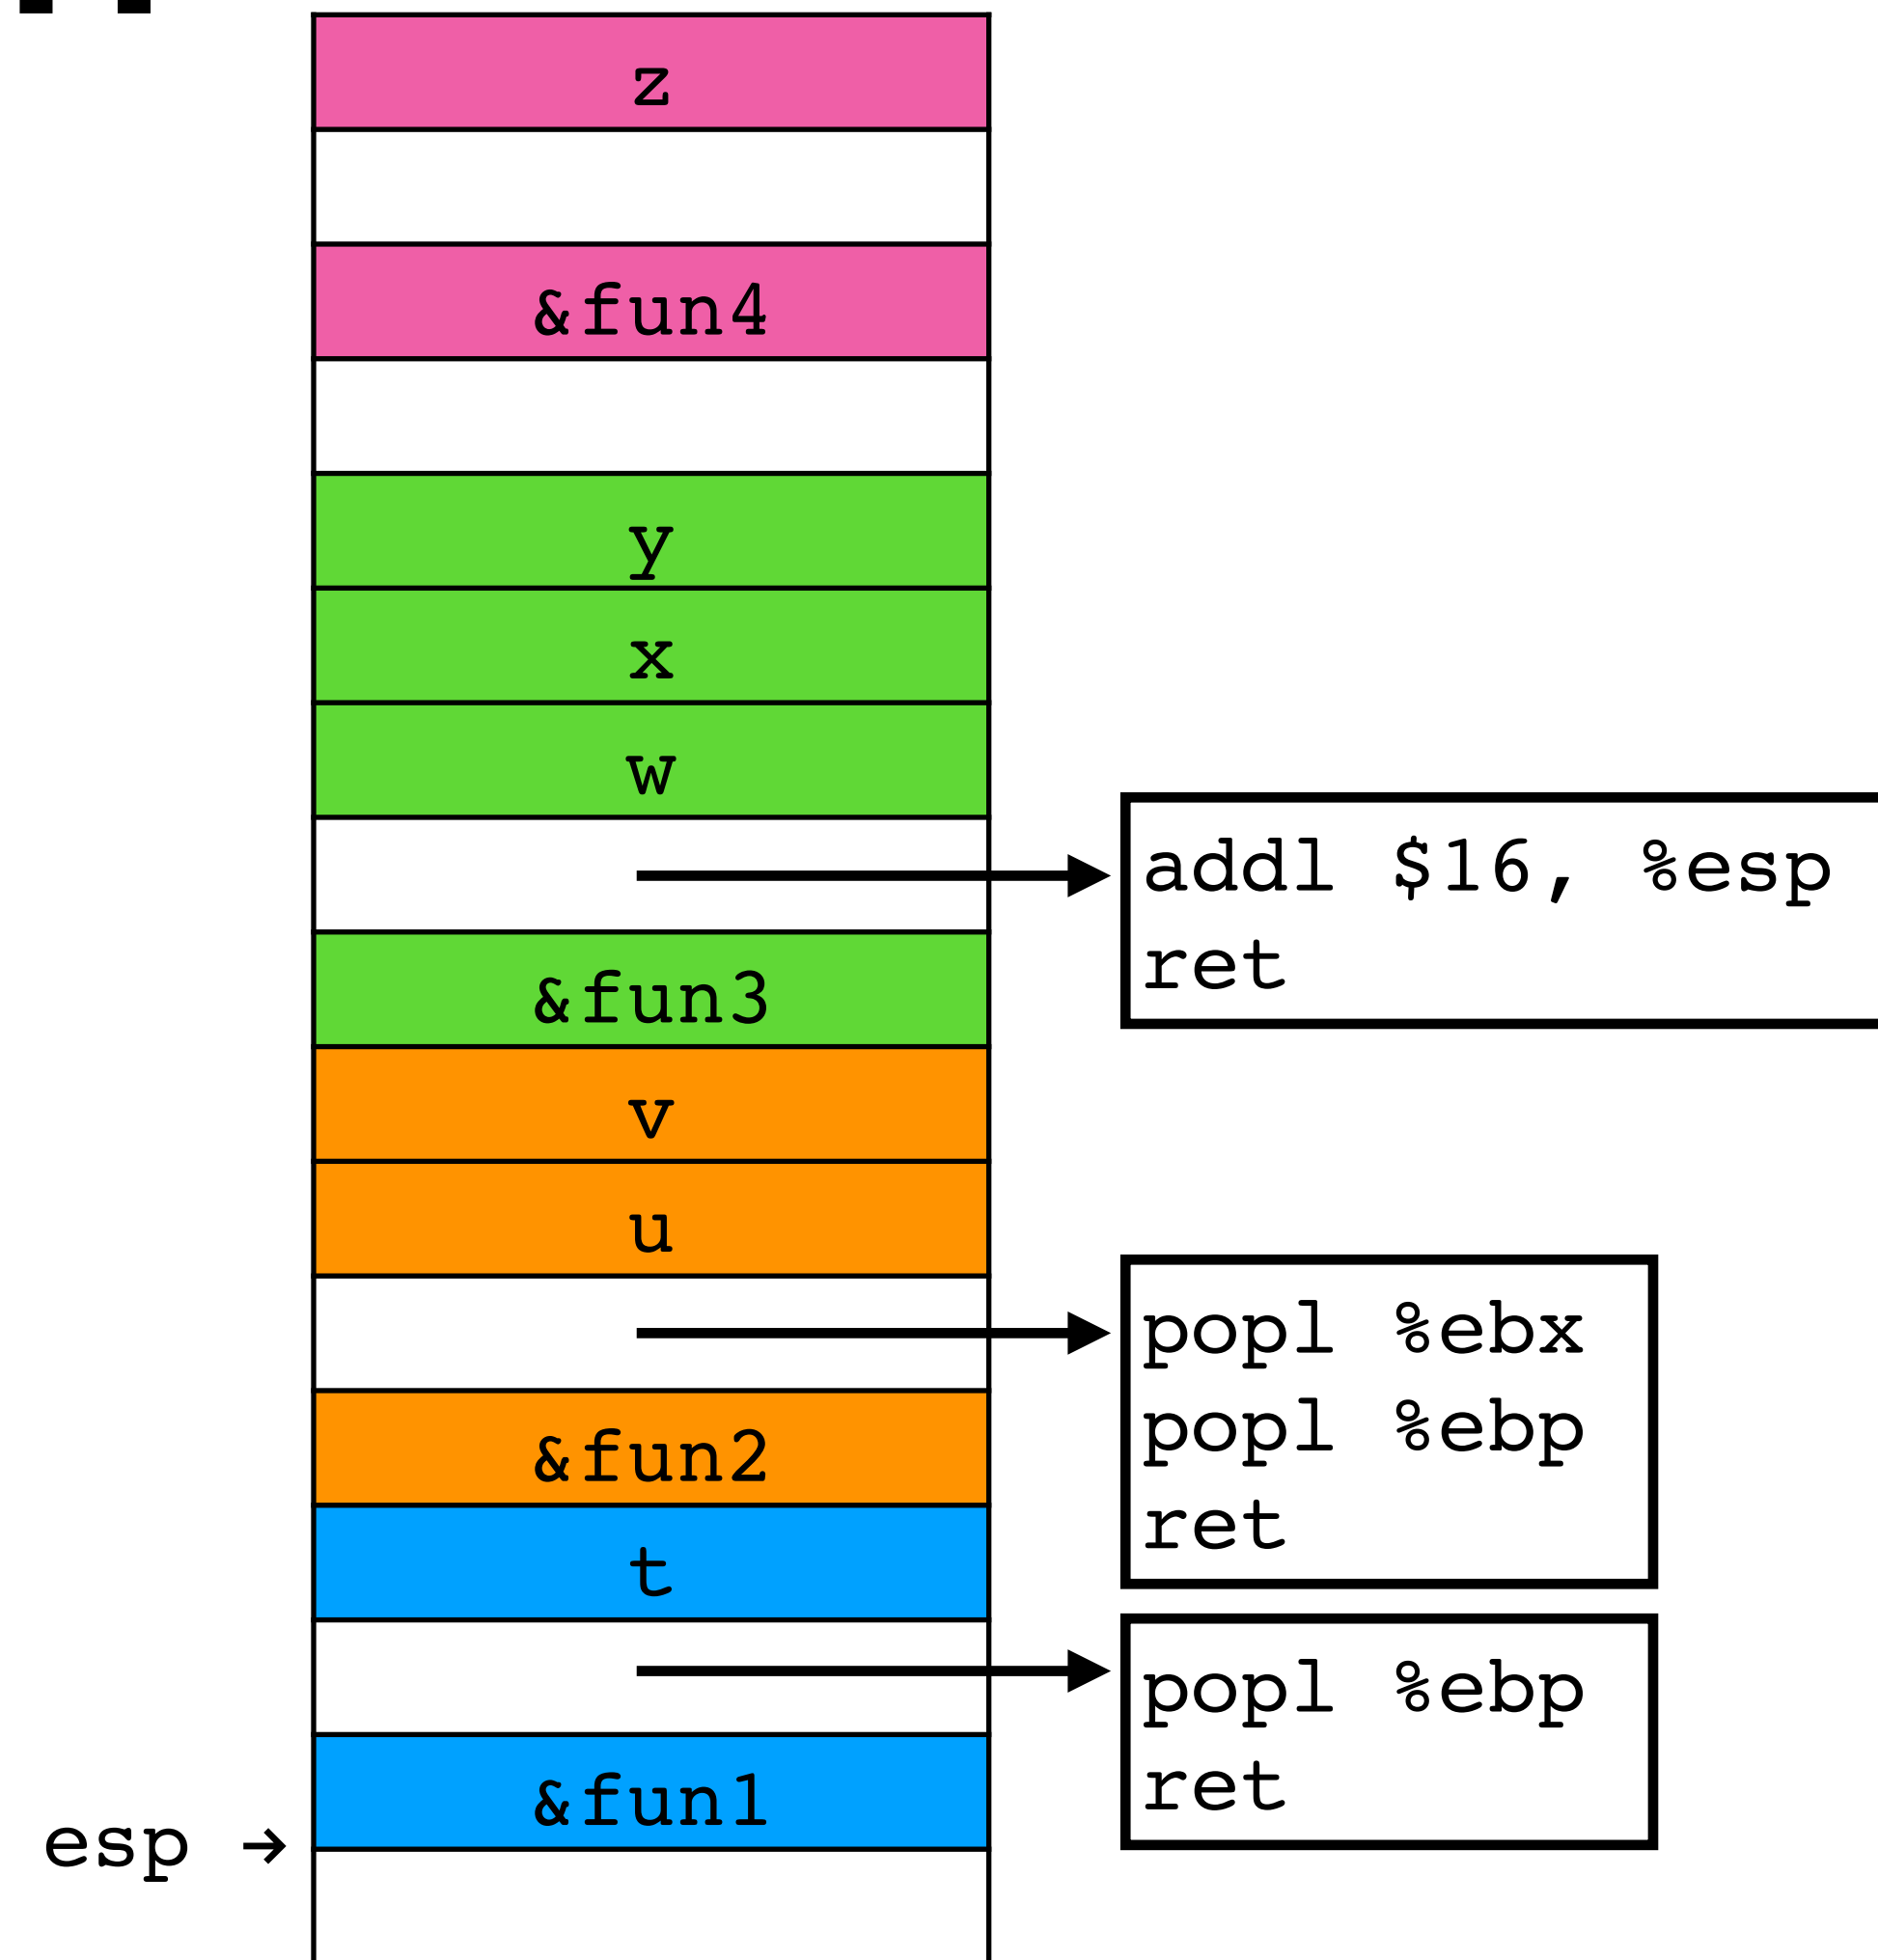 z
&fun4
y
x
w
addl $16, %esp
ret
&fun3
v
u
popl %ebx
popl %ebp
ret
&fun2
t
popl %ebp
ret
&fun1
esp →